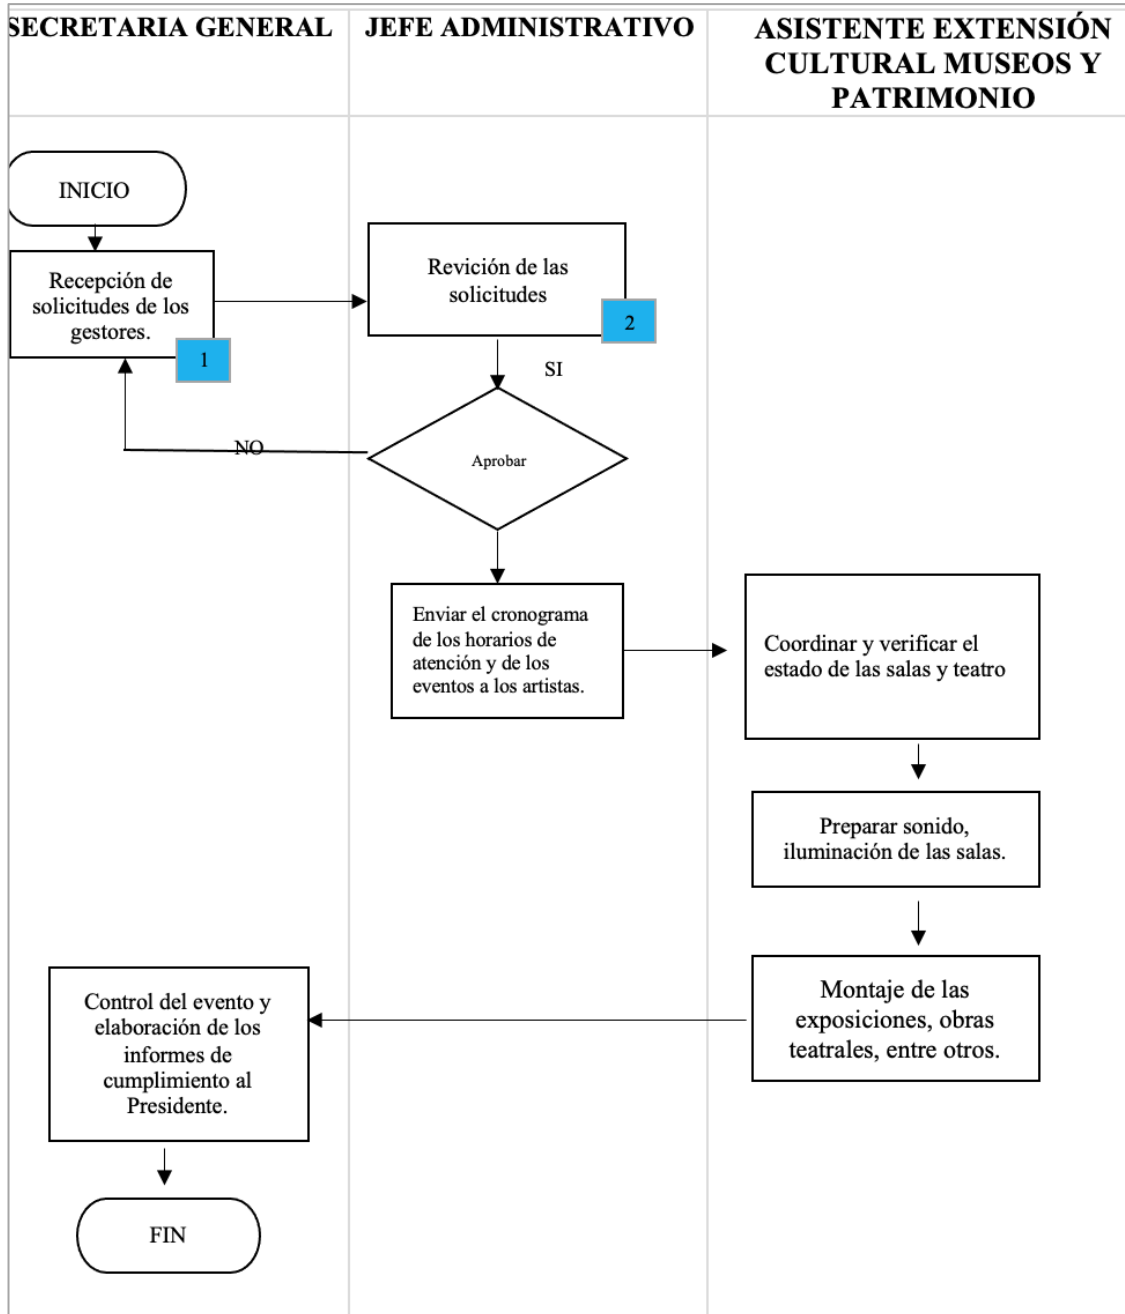 SECRETARIA GENERAL
JEFE ADMINISTRATIVO
ASISTENTE EXTENSIÓN
CULTURAL MUSEOS Y
PATRIMONIO
INICIO
Recepción de
solicitudes de los
gestores.
1
Revición de las
solicitudes
2
SI
NO
Aprobar
Enviar el cronograma
de los horarios de
atención y de los
eventos a los artistas.
Coordinar y verificar el
estado de las salas y teatro
Preparar sonido,
iluminación de las salas.
Montaje de las
exposiciones, obras
teatrales, entre otros.
Control del evento y
elaboración de los
informes de
cumplimiento al
Presidente.
FIN